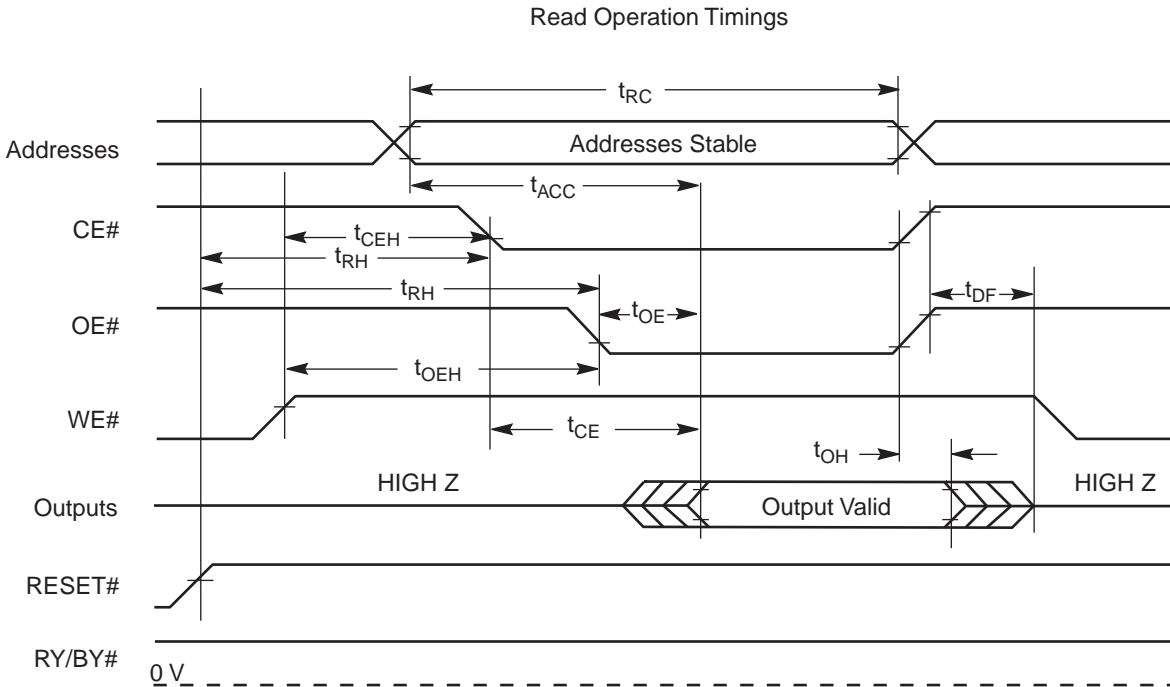 Read Operation Timings
tRC
Addresses
Addresses Stable
tACC
CE#
tCEH
tRH
tRH
tDF
OE#
tOE
tOEH
WE#
tCE
tOH
HIGH Z
HIGH Z
Outputs
Output Valid
RESET#
RY/BY#
0 V